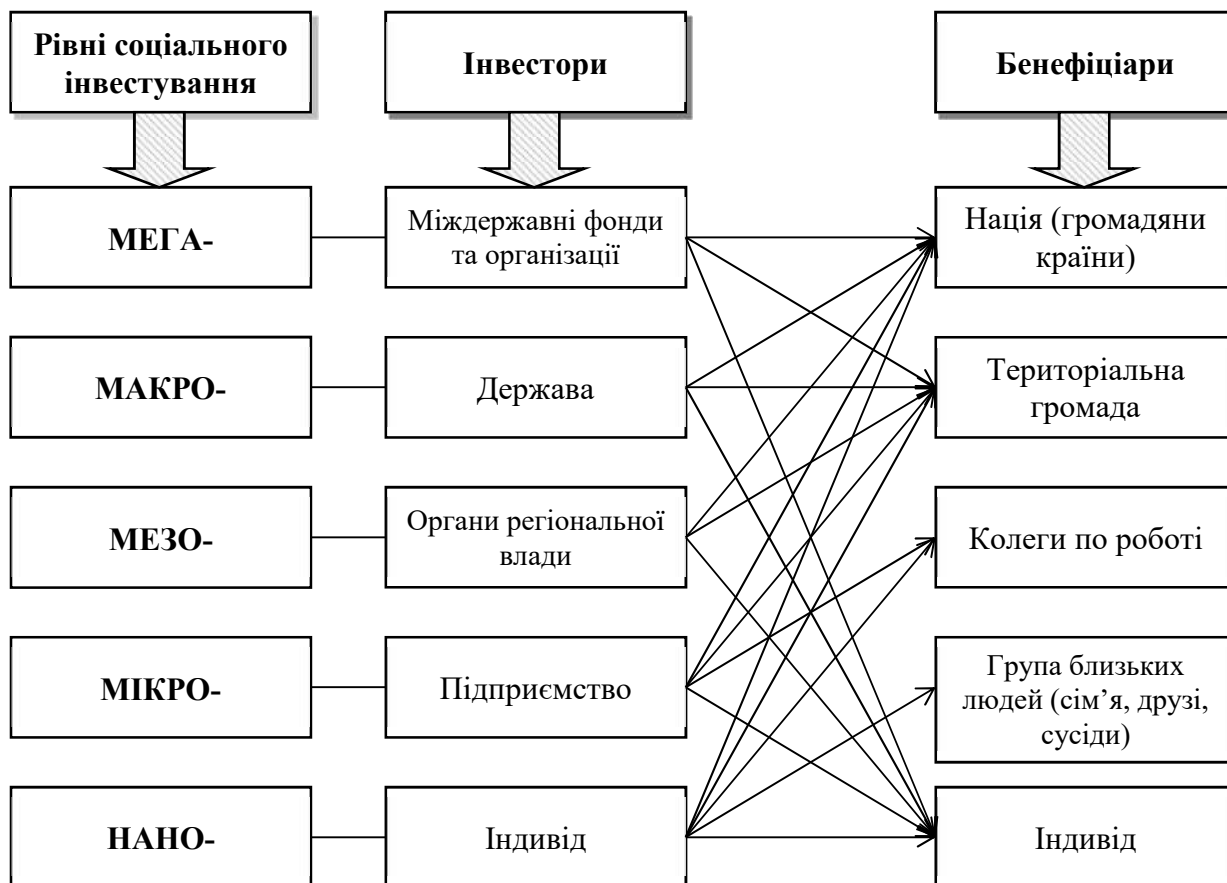 Рівні соціального
інвестування
Інвестори
Бенефіціари
МЕГА-
Міждержавні фонди
та організації
Нація (громадяни
країни)
МАКРО-
Держава
Територіальна
громада
МЕЗО-
Органи регіональної
влади
Колеги по роботі
МІКРО-
Підприємство
Група близьких
людей (сім’я, друзі,
сусіди)
НАНО-
Індивід
Індивід